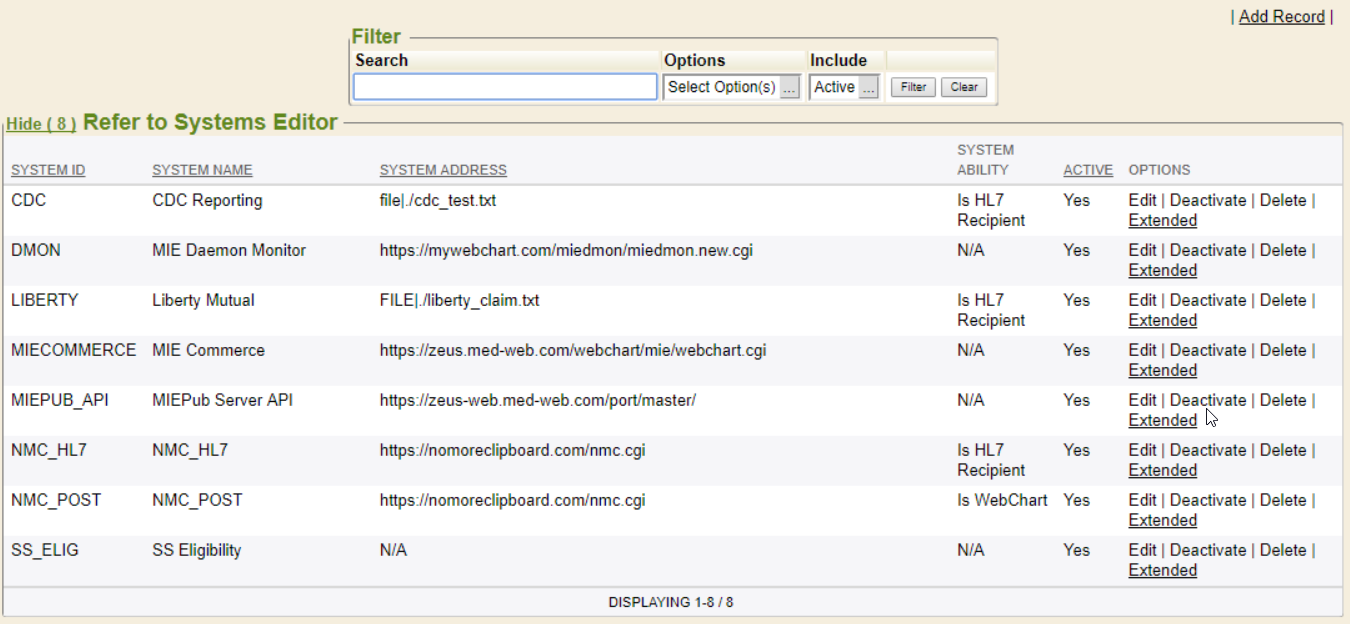 | Add Record |
Filter
Search Options Include
Select Option(s) ... Active ... Filter Clear
Hide ( 8 ) Refer to Systems Editor
SYSTEM ID SYSTEM NAME SYSTEM ADDRESS SYSTEM ABILITY ACTIVE OPTIONS
CDC CDC Reporting file|./cdc_test.txt Is HL7 Recipient Yes Edit | Deactivate | Delete | Extended
DMON MIE Daemon Monitor https://mywebchart.com/miedmon/miedmon.new.cgi N/A Yes Edit | Deactivate | Delete | Extended
LIBERTY Liberty Mutual FILE|./liberty_claim.txt Is HL7 Recipient Yes Edit | Deactivate | Delete | Extended
MIECOMMERCE MIE Commerce https://zeus.med-web.com/webchart/mie/webchart.cgi N/A Yes Edit | Deactivate | Delete | Extended
MIEPUB_API MIEPub Server API https://zeus-web.med-web.com/port/master/ N/A Yes Edit | Deactivate | Delete | Extended
NMC_HL7 NMC_HL7 https://nomoreclipboard.com/nmc.cgi Is HL7 Recipient Yes Edit | Deactivate | Delete | Extended
NMC_POST NMC_POST https://nomoreclipboard.com/nmc.cgi Is WebChart Yes Edit | Deactivate | Delete | Extended
SS_ELIG SS Eligibility N/A N/A Yes Edit | Deactivate | Delete | Extended
DISPLAYING 1-8 / 8